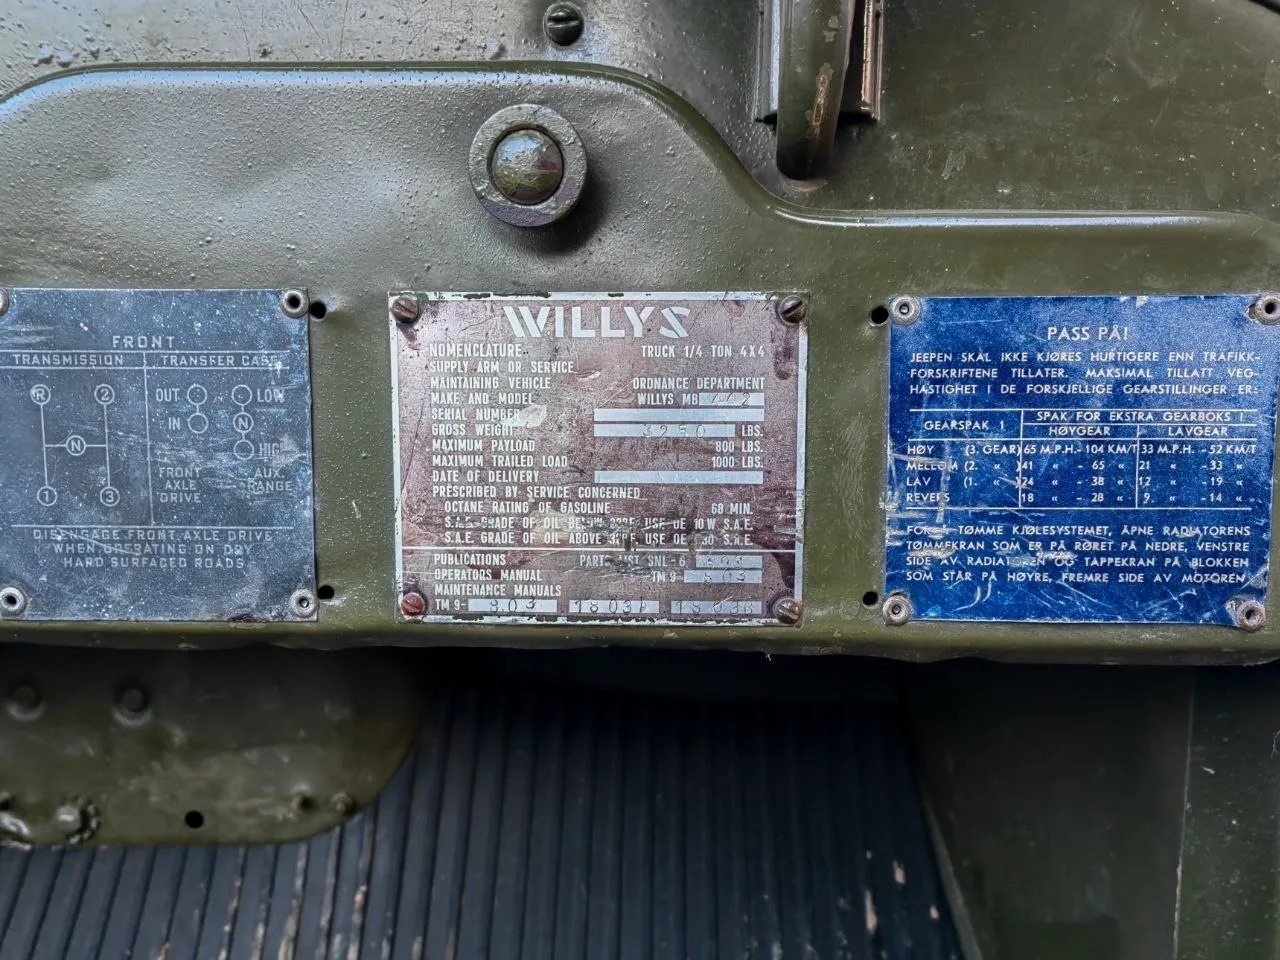 FRONT
TRANSMISSION TRANSFER CASE
R 2 OUT LOW
N IN N
HIGH
1 3 FRONT AUX.
AXLE RANGE
DRIVE
DISENGAGE FRONT AXLE DRIVE
WHEN OPERATING ON DRY
HARD SURFACED ROADS
WILLYS
NOMENCLATURE TRUCK 1/4 TON 4X4
SUPPLY ARM OR SERVICE
MAINTAINING VEHICLE ORDNANCE DEPARTMENT
MAKE AND MODEL WILLYS MB 442
SERIAL NUMBER
GROSS WEIGHT 3250 LBS.
MAXIMUM PAYLOAD 800 LBS.
MAXIMUM TRAILED LOAD 1000 LBS.
DATE OF DELIVERY
PRESCRIBED BY SERVICE CONCERNED
OCTANE RATING OF GASOLINE 68 MIN.
S.A.E. GRADE OF OIL BELOW USE OE 10W S.A.E.
S.A.E. GRADE OF OIL ABOVE USE OE 30 S.A.E.
PUBLICATIONS PARTS LIST SNL-G 503
OPERATORS MANUAL TM 9- 803
MAINTENANCE MANUALS
TM 9- 803 1803A 1803B
PASS PÅ!
JEEPEN SKAL IKKE KJØRES HURTIGERE ENN TRAFIKK-
FORSKRIFTENE TILLATER. MAKSIMAL TILLATT VEG-
HASTIGHET I DE FORSKJELLIGE GEARSTILLINGER ER:
GEARSPAK I SPAK FOR EKSTRA GEARBOKS I
HØYGEAR LAVGEAR
HØY (3. GEAR) 65 M.P.H. - 104 KM/T 33 M.P.H. - 52 KM/T
MELLOM (2. " ) 41 " - 65 " 21 " - 33 "
LAV (1. " ) 24 " - 38 " 12 " - 19 "
REVERS 18 " - 28 " 9 " - 14 "
FOR Å TØMME KJØLESYSTEMET, ÅPNE RADIATORENS
TØMMEKRAN SOM ER PÅ RØRET PÅ NEDRE, VENSTRE
SIDE AV RADIATOREN OG TAPPEKRAN PÅ BLOKKEN
SOM STÅR PÅ HØYRE, FREMRE SIDE AV MOTOREN